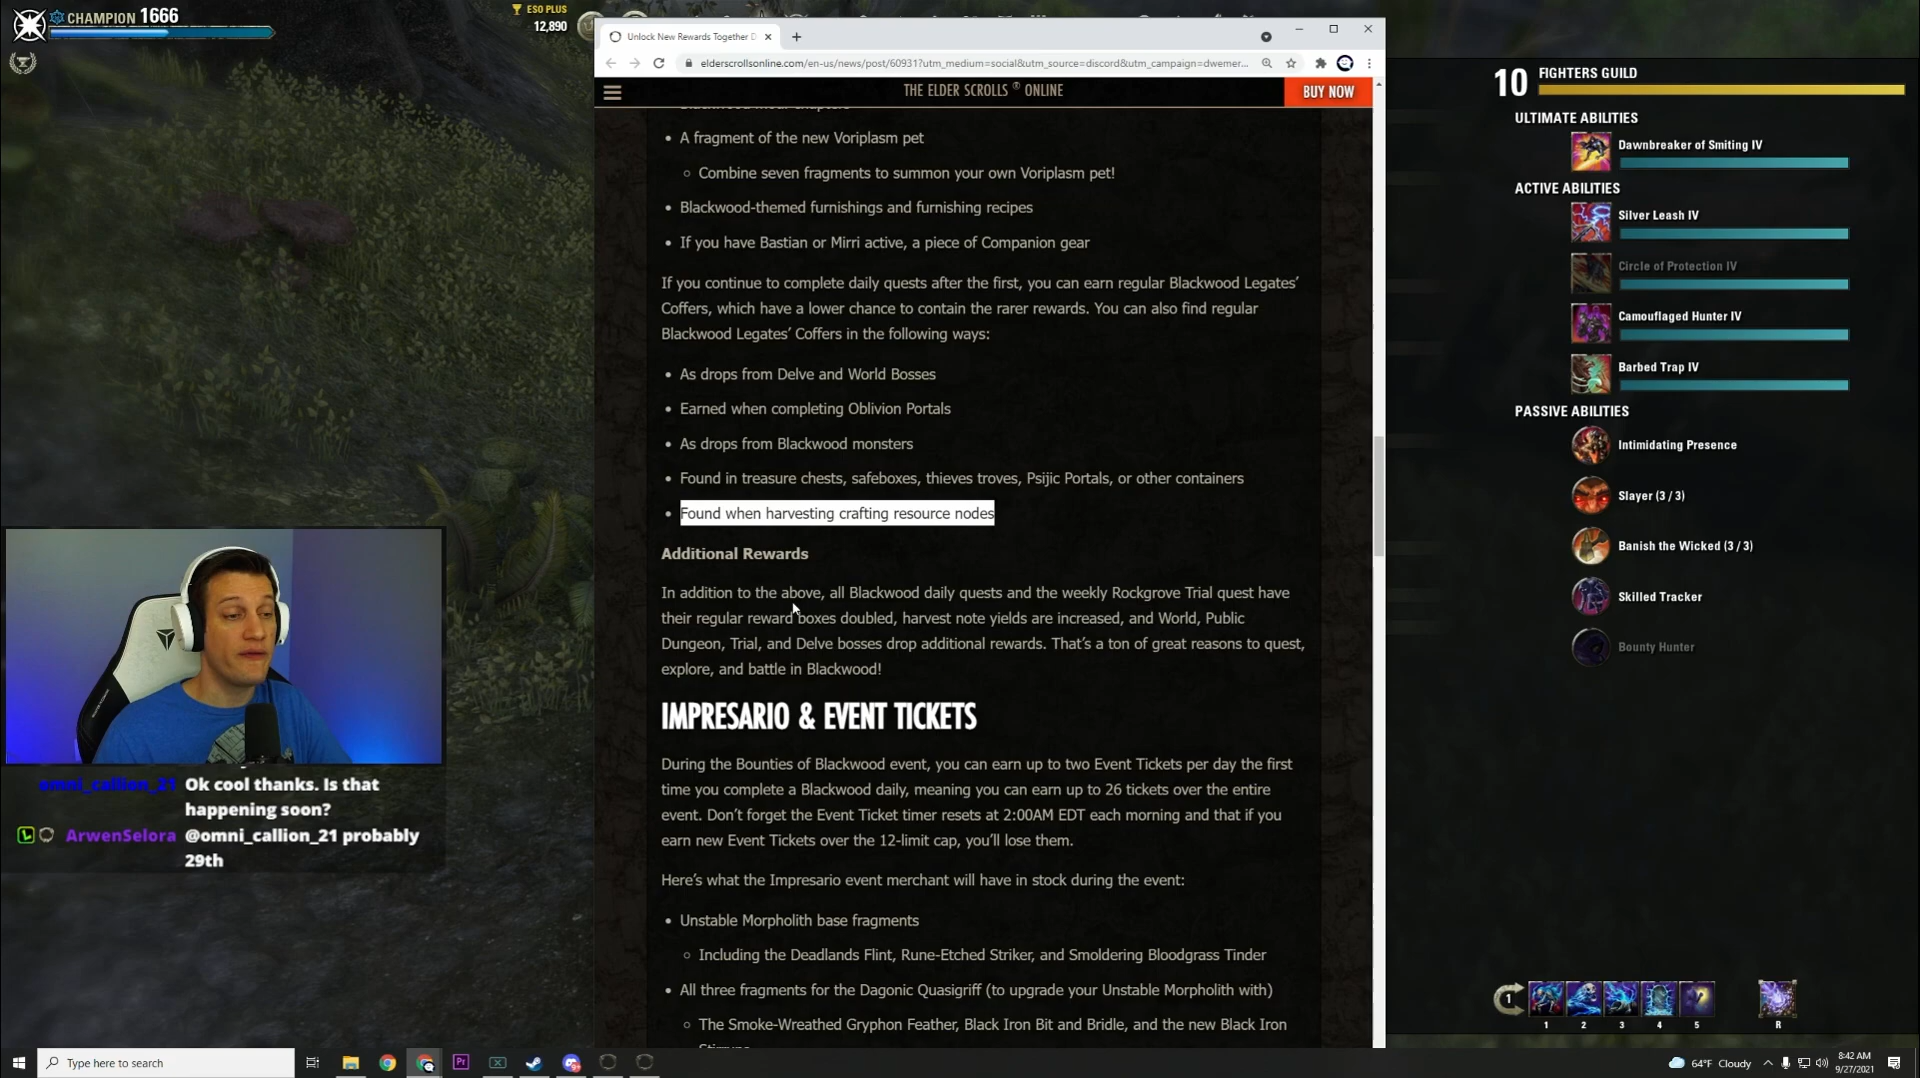 CHAMPION 1666
ESO PLUS
12,890
Unlock New Rewards Together D
elderscrollsonline.com/en-us/news/post/60931?utm_medium=social&utm_source=discord&utm_campaign=dwemer...
THE ELDER SCROLLS ® ONLINE
BUY NOW
A fragment of the new Voriplasm pet
Combine seven fragments to summon your own Voriplasm pet!
Blackwood-themed furnishings and furnishing recipes
If you have Bastian or Mirri active, a piece of Companion gear
If you continue to complete daily quests after the first, you can earn regular Blackwood Legates'
Coffers, which have a lower chance to contain the rarer rewards. You can also find regular
Blackwood Legates' Coffers in the following ways:
As drops from Delve and World Bosses
Earned when completing Oblivion Portals
As drops from Blackwood monsters
Found in treasure chests, safeboxes, thieves troves, Psijic Portals, or other containers
Found when harvesting crafting resource nodes
Additional Rewards
In addition to the above, all Blackwood daily quests and the weekly Rockgrove Trial quest have
their regular reward boxes doubled, harvest note yields are increased, and World, Public
Dungeon, Trial, and Delve bosses drop additional rewards. That's a ton of great reasons to quest,
explore, and battle in Blackwood!
IMPRESARIO & EVENT TICKETS
During the Bounties of Blackwood event, you can earn up to two Event Tickets per day the first
time you complete a Blackwood daily, meaning you can earn up to 26 tickets over the entire
event. Don't forget the Event Ticket timer resets at 2:00AM EDT each morning and that if you
earn new Event Tickets over the 12-limit cap, you'll lose them.
Here's what the Impresario event merchant will have in stock during the event:
Unstable Morpholith base fragments
Including the Deadlands Flint, Rune-Etched Striker, and Smoldering Bloodgrass Tinder
All three fragments for the Dagonic Quasigriff (to upgrade your Unstable Morpholith with)
The Smoke-Wreathed Gryphon Feather, Black Iron Bit and Bridle, and the new Black Iron
10 FIGHTERS GUILD
ULTIMATE ABILITIES
Dawnbreaker of Smiting IV
ACTIVE ABILITIES
Silver Leash IV
Circle of Protection IV
Camouflaged Hunter IV
Barbed Trap IV
PASSIVE ABILITIES
Intimidating Presence
Slayer (3 / 3)
Banish the Wicked (3 / 3)
Skilled Tracker
Bounty Hunter
1
1 2 3 4 5 R
omni_callion_21 Ok cool thanks. Is that
happening soon?
ArwenSelora @omni_callion_21 probably
29th
Type here to search
Pr
64°F Cloudy
8:42 AM
9/27/2021